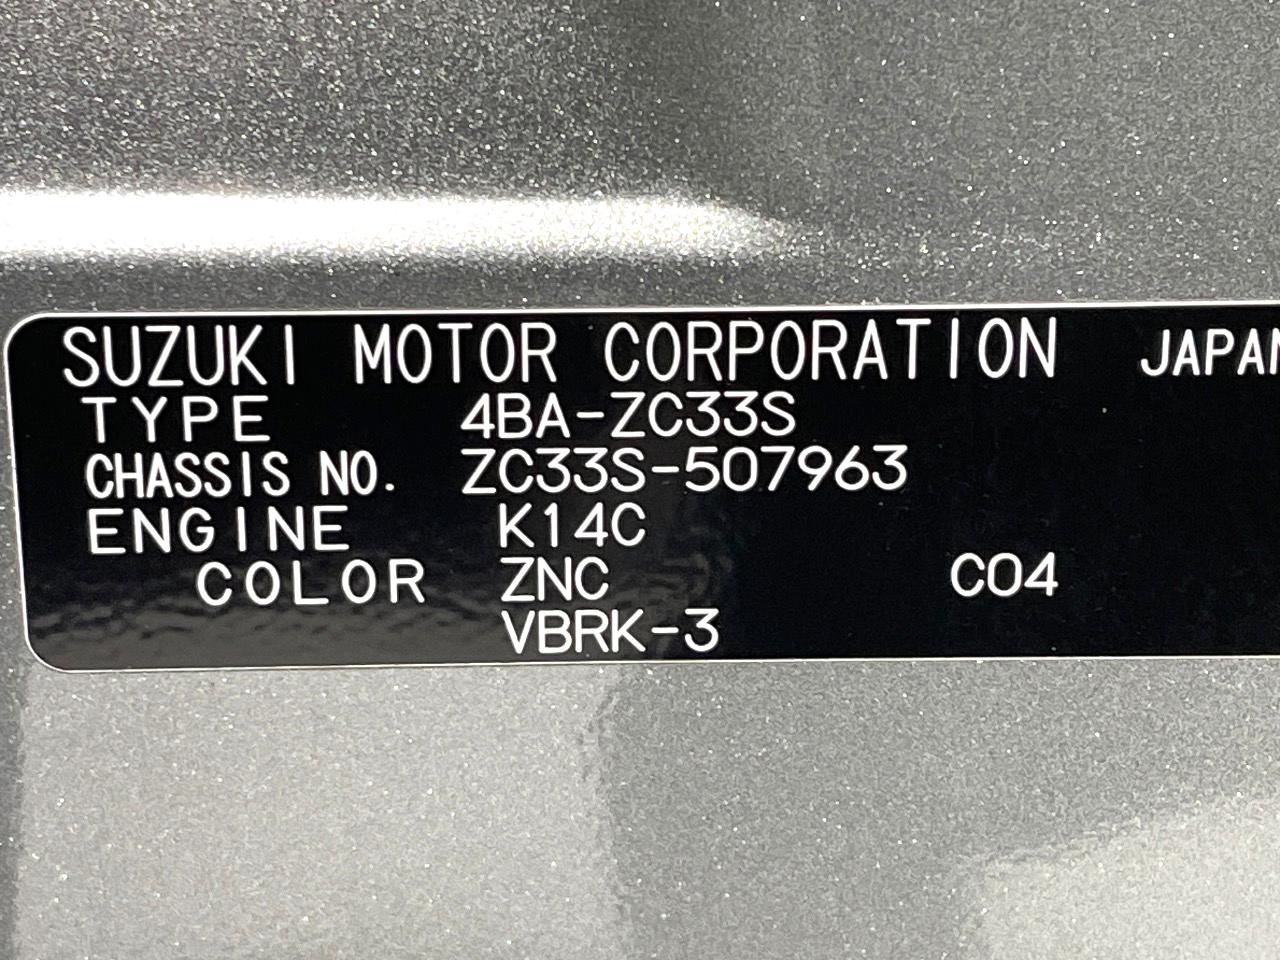 SUZUKI MOTOR CORPORATION JAPAN
TYPE 4BA-ZC33S
CHASSIS NO. ZC33S-507963
ENGINE K14C
COLOR ZNC C04
VBRK-3